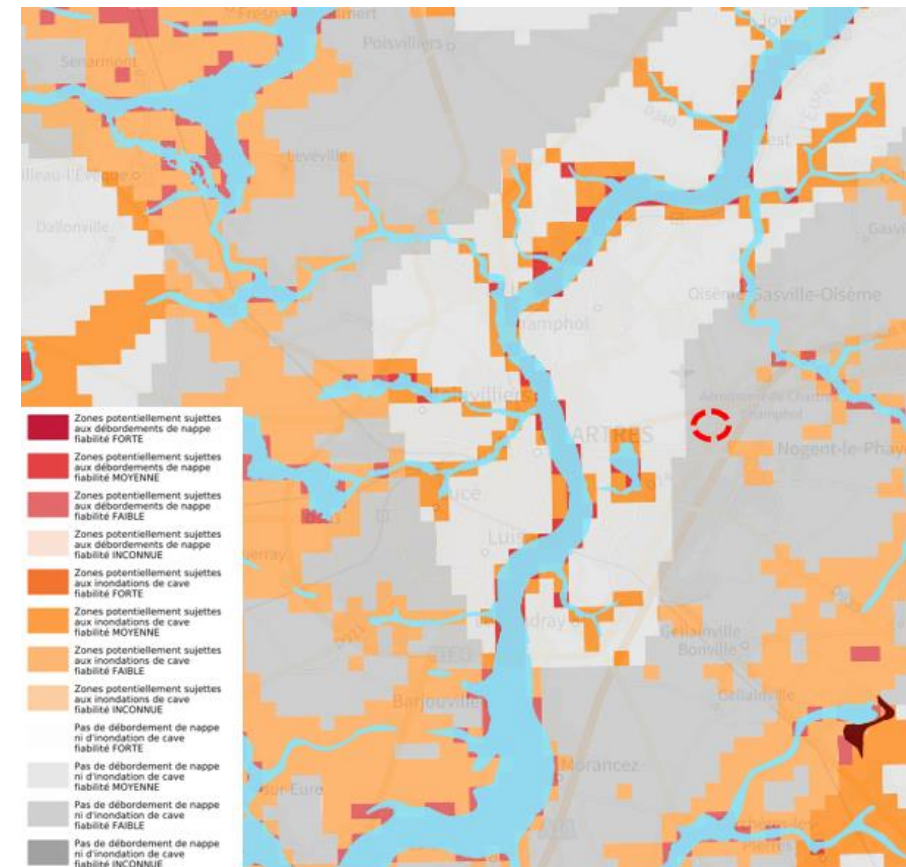 Poisvilliers
Senarmont
D340
Levéville
Dallonville
Oisème
Gasville-Oisème
Champhol
Nogent-le-Phaye
CHARTRES
Gellainville
Bonville
Gellainville
Barjouville
Morancez
sur-Eure
Zones potentiellement sujettes
aux débordements de nappe
fiabilité FORTE
Zones potentiellement sujettes
aux débordements de nappe
fiabilité MOYENNE
Zones potentiellement sujettes
aux débordements de nappe
fiabilité FAIBLE
Zones potentiellement sujettes
aux débordements de nappe
fiabilité INCONNUE
Zones potentiellement sujettes
aux inondations de cave
fiabilité FORTE
Zones potentiellement sujettes
aux inondations de cave
fiabilité MOYENNE
Zones potentiellement sujettes
aux inondations de cave
fiabilité FAIBLE
Zones potentiellement sujettes
aux inondations de cave
fiabilité INCONNUE
Pas de débordement de nappe
ni d'inondation de cave
fiabilité FORTE
Pas de débordement de nappe
ni d'inondation de cave
fiabilité MOYENNE
Pas de débordement de nappe
ni d'inondation de cave
fiabilité FAIBLE
Pas de débordement de nappe
ni d'inondation de cave
fiabilité INCONNUE